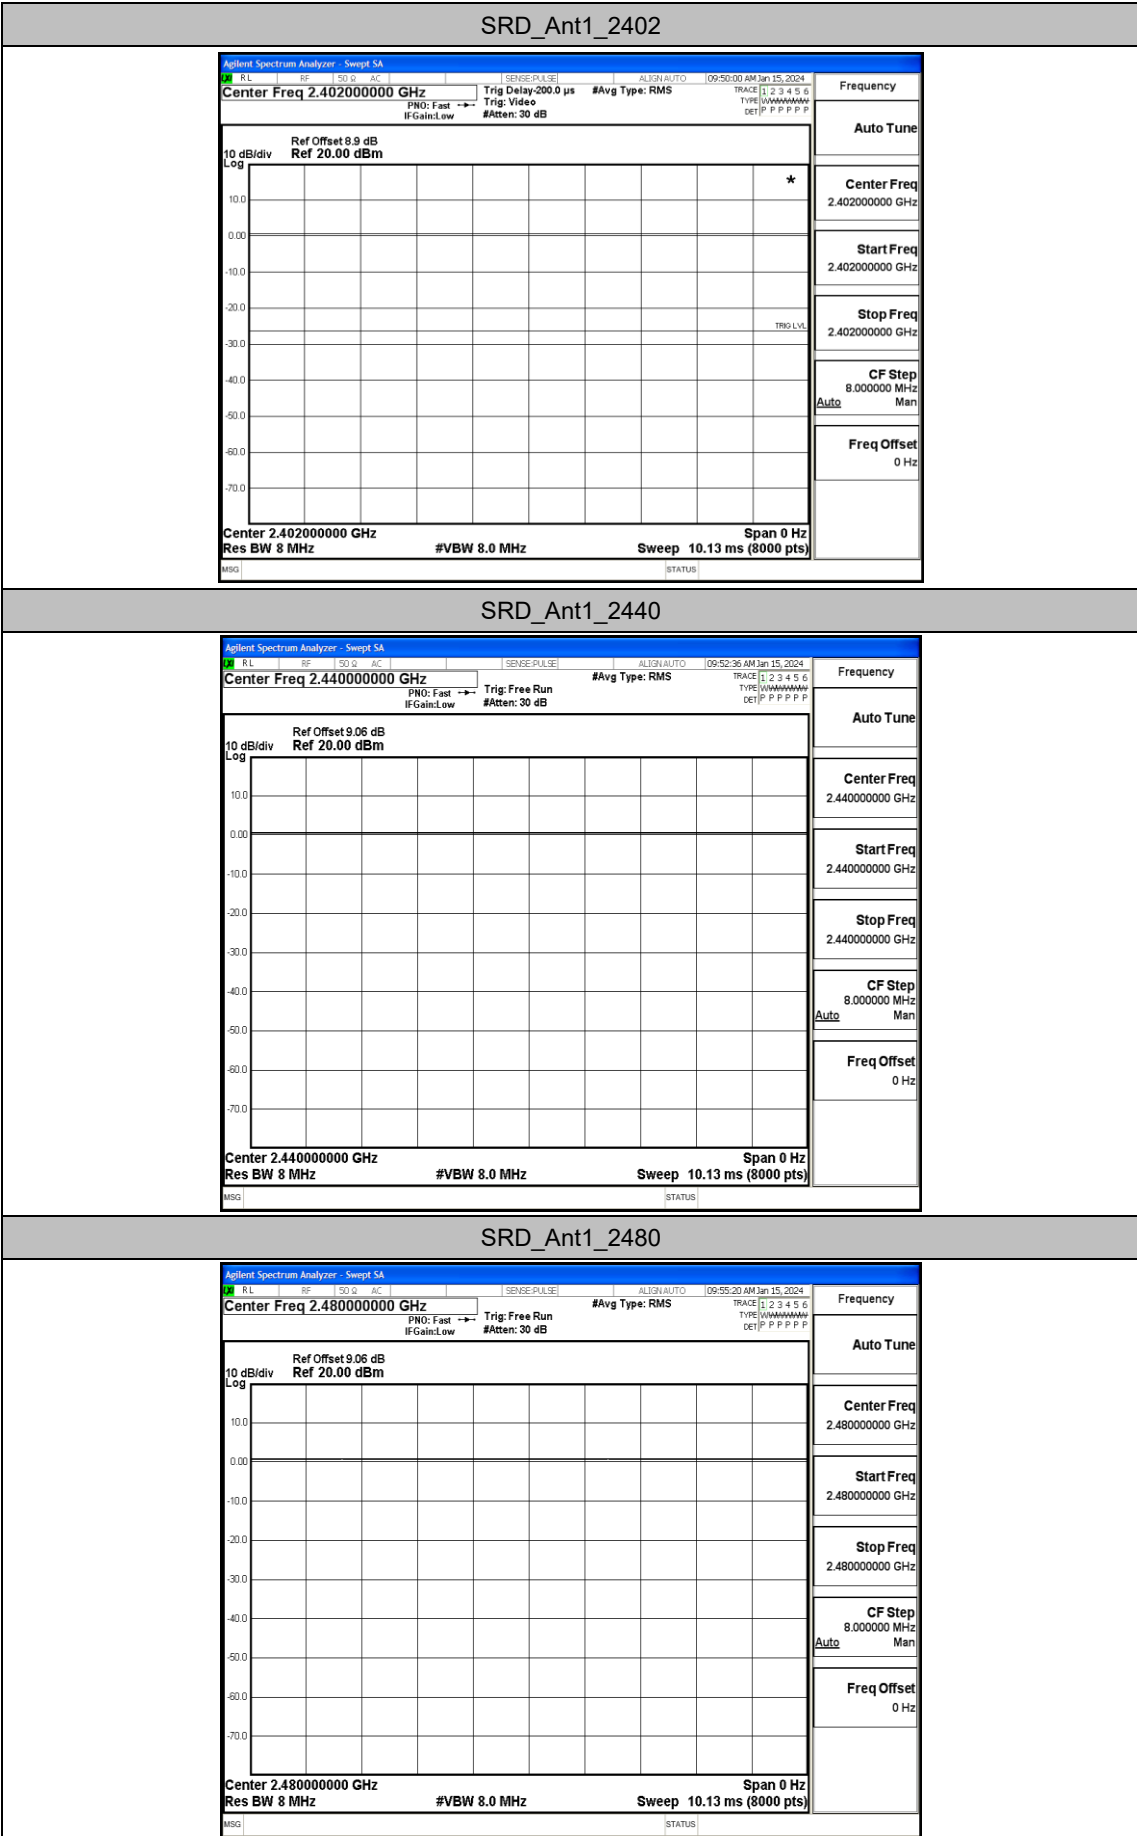 SRD_Ant1_2402
Agilent Spectrum Analyzer - Swept SA
LXI RL RF 50 Ω AC SENSE:PULSE ALIGN AUTO 09:50:00 AM Jan 15, 2024
Center Freq 2.402000000 GHz
PNO: Fast
IFGain:Low
Trig Delay-200.0 µs
Trig: Video
#Atten: 30 dB
#Avg Type: RMS
TRACE 1 2 3 4 5 6
TYPE WWWWWW
DET P P P P P P
Ref Offset 8.9 dB
10 dB/div Ref 20.00 dBm
Log
*
10.0
0.00
-10.0
-20.0
TRIG LVL
-30.0
-40.0
-50.0
-60.0
-70.0
Center 2.402000000 GHz Span 0 Hz
Res BW 8 MHz #VBW 8.0 MHz Sweep 10.13 ms (8000 pts)
MSG STATUS
Frequency
Auto Tune
Center Freq
2.402000000 GHz
Start Freq
2.402000000 GHz
Stop Freq
2.402000000 GHz
CF Step
8.000000 MHz
Auto Man
Freq Offset
0 Hz
SRD_Ant1_2440
Agilent Spectrum Analyzer - Swept SA
LXI RL RF 50 Ω AC SENSE:PULSE ALIGN AUTO 09:52:36 AM Jan 15, 2024
Center Freq 2.440000000 GHz
PNO: Fast
IFGain:Low
Trig: Free Run
#Atten: 30 dB
#Avg Type: RMS
TRACE 1 2 3 4 5 6
TYPE WWWWWW
DET P P P P P P
Ref Offset 9.06 dB
10 dB/div Ref 20.00 dBm
Log
10.0
0.00
-10.0
-20.0
-30.0
-40.0
-50.0
-60.0
-70.0
Center 2.440000000 GHz Span 0 Hz
Res BW 8 MHz #VBW 8.0 MHz Sweep 10.13 ms (8000 pts)
MSG STATUS
Frequency
Auto Tune
Center Freq
2.440000000 GHz
Start Freq
2.440000000 GHz
Stop Freq
2.440000000 GHz
CF Step
8.000000 MHz
Auto Man
Freq Offset
0 Hz
SRD_Ant1_2480
Agilent Spectrum Analyzer - Swept SA
LXI RL RF 50 Ω AC SENSE:PULSE ALIGN AUTO 09:55:20 AM Jan 15, 2024
Center Freq 2.480000000 GHz
PNO: Fast
IFGain:Low
Trig: Free Run
#Atten: 30 dB
#Avg Type: RMS
TRACE 1 2 3 4 5 6
TYPE WWWWWW
DET P P P P P P
Ref Offset 9.06 dB
10 dB/div Ref 20.00 dBm
Log
10.0
0.00
-10.0
-20.0
-30.0
-40.0
-50.0
-60.0
-70.0
Center 2.480000000 GHz Span 0 Hz
Res BW 8 MHz #VBW 8.0 MHz Sweep 10.13 ms (8000 pts)
MSG STATUS
Frequency
Auto Tune
Center Freq
2.480000000 GHz
Start Freq
2.480000000 GHz
Stop Freq
2.480000000 GHz
CF Step
8.000000 MHz
Auto Man
Freq Offset
0 Hz